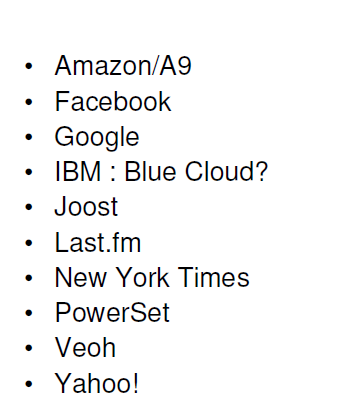 • Amazon/A9
• Facebook
• Google
• IBM : Blue Cloud?
• Joost
• Last.fm
• New York Times
• PowerSet
• Veoh
• Yahoo!